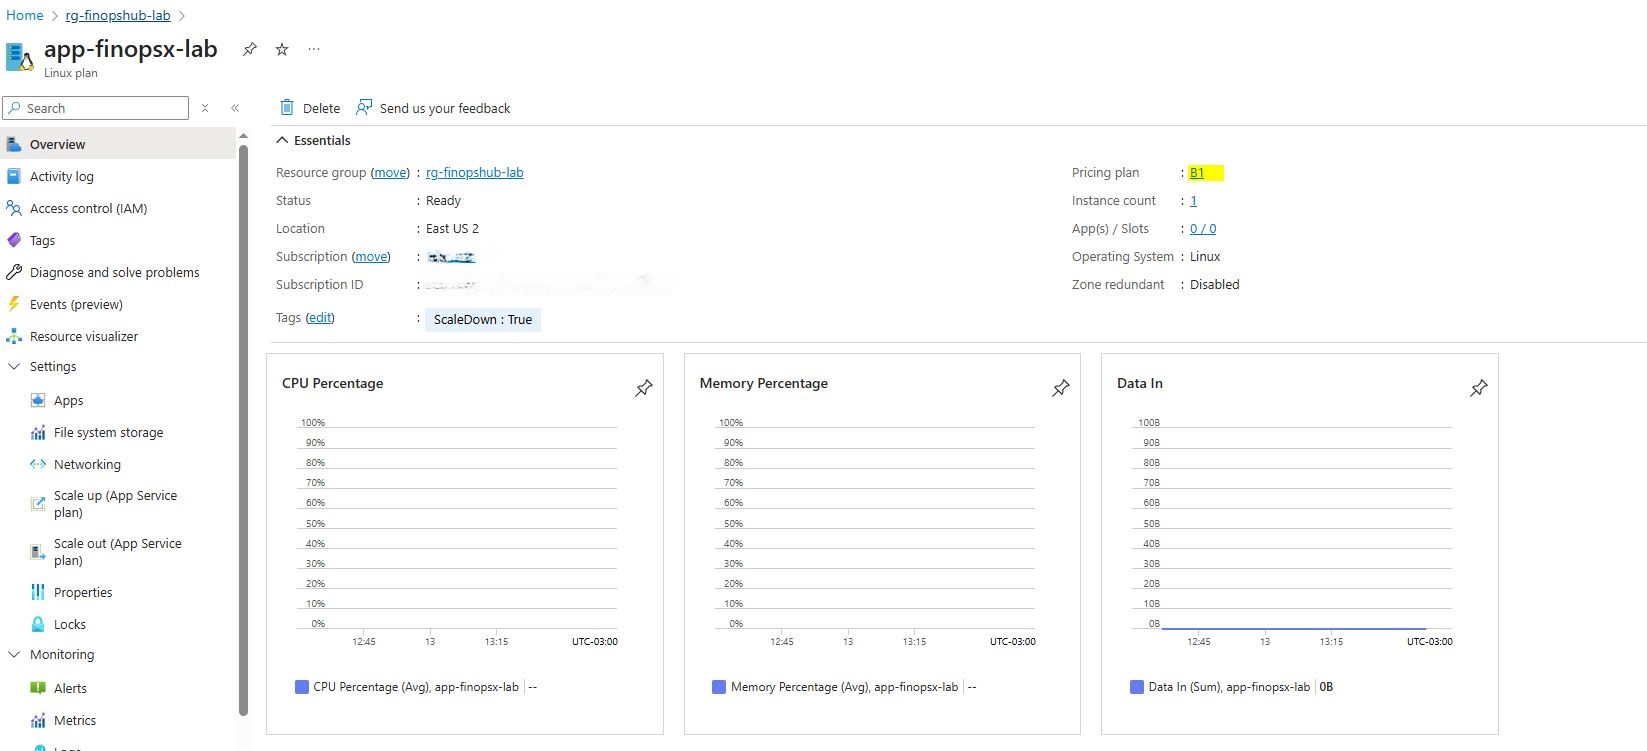 Home > rg-finopshub-lab >
app-finopsx-lab
Linux plan
Search
Delete
Send us your feedback
Overview
Activity log
Access control (IAM)
Tags
Diagnose and solve problems
Events (preview)
Resource visualizer
Settings
Apps
File system storage
Networking
Scale up (App Service
plan)
Scale out (App Service
plan)
Properties
Locks
Monitoring
Alerts
Metrics
Essentials
Resource group (move) : rg-finopshub-lab
Status : Ready
Location : East US 2
Subscription (move) :
Subscription ID :
Tags (edit) : ScaleDown : True
Pricing plan : B1
Instance count : 1
App(s) / Slots : 0 / 0
Operating System : Linux
Zone redundant : Disabled
CPU Percentage
100%
90%
80%
70%
60%
50%
40%
30%
20%
10%
0%
12:45 13 13:15 UTC-03:00
CPU Percentage (Avg), app-finopsx-lab | --
Memory Percentage
100%
90%
80%
70%
60%
50%
40%
30%
20%
10%
0%
12:45 13 13:15 UTC-03:00
Memory Percentage (Avg), app-finopsx-lab | --
Data In
100B
90B
80B
70B
60B
50B
40B
30B
20B
10B
0B
12:45 13 13:15 UTC-03:00
Data In (Sum), app-finopsx-lab | 0B